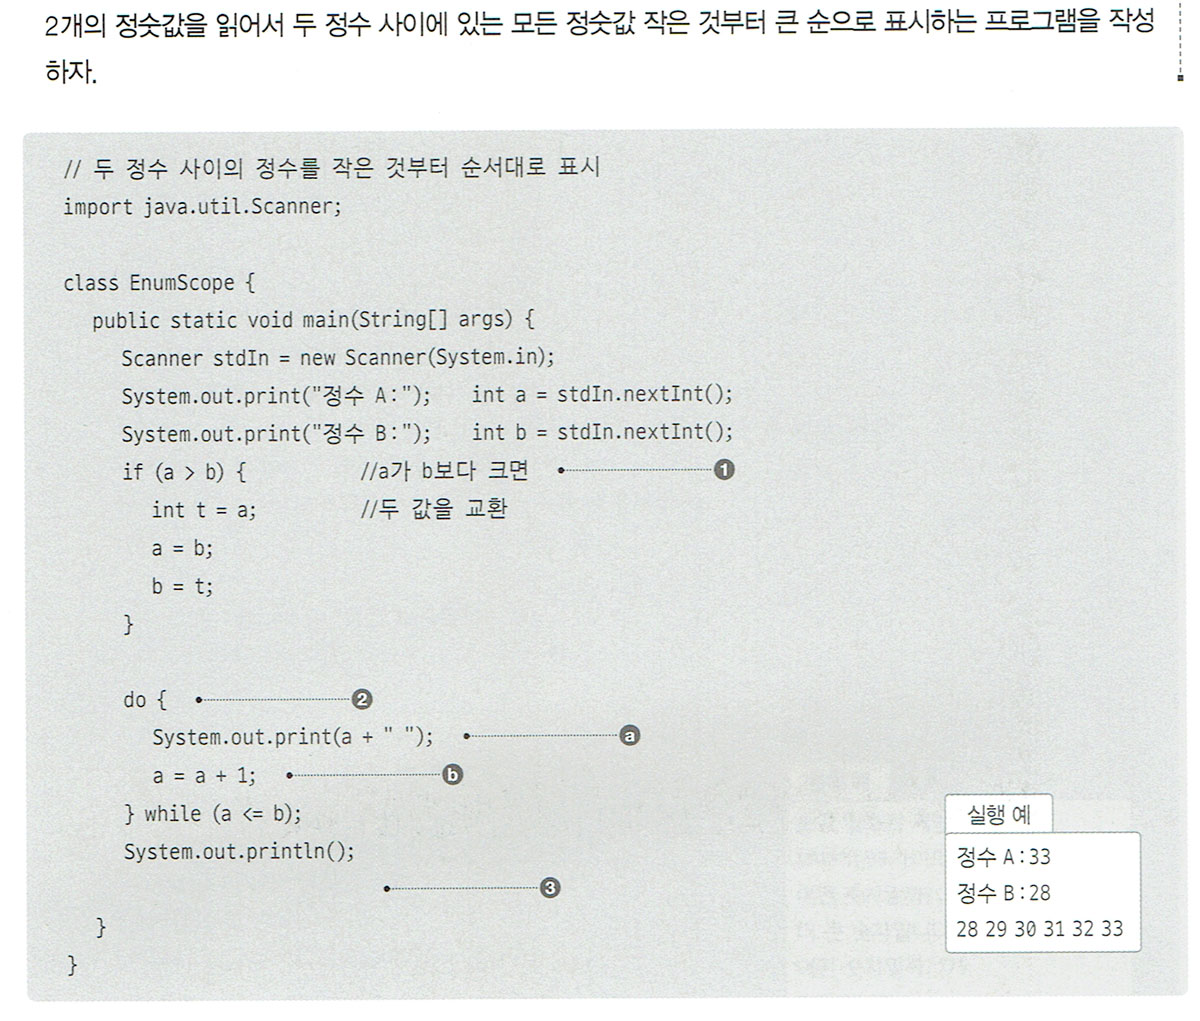 2개의 정숫값을 읽어서 두 정수 사이에 있는 모든 정숫값 작은 것부터 큰 순으로 표시하는 프로그램을 작성
하자.
// 두 정수 사이의 정수를 작은 것부터 순서대로 표시
import java.util.Scanner;
class EnumScope {
public static void main(String[] args) {
Scanner stdIn = new Scanner(System.in);
System.out.print("정수 A:"); int a = stdIn.nextInt();
System.out.print("정수 B:"); int b = stdIn.nextInt();
if (a > b) { //a가 b보다 크면 ❶
int t = a; //두 값을 교환
a = b;
b = t;
}
do { ❷
System.out.print(a + " "); ⓐ
a = a + 1; ⓑ
} while (a <= b);
System.out.println();
❸
}
}
실행 예
정수 A:33
정수 B:28
28 29 30 31 32 33